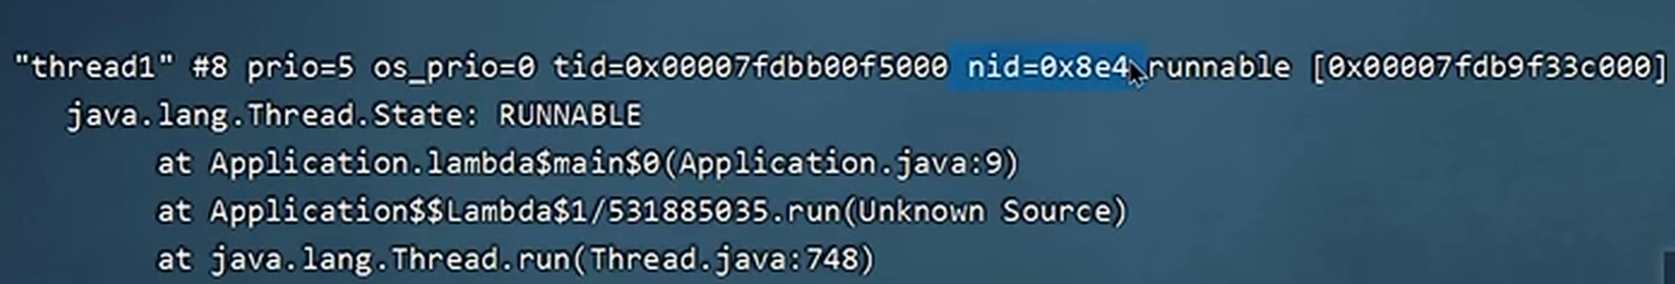 "thread1" #8 prio=5 os_prio=0 tid=0x00007fdbb00f5000 nid=0x8e4 runnable [0x00007fdb9f33c000]
java.lang.Thread.State: RUNNABLE
at Application.lambda$main$0(Application.java:9)
at Application$$Lambda$1/531885035.run(Unknown Source)
at java.lang.Thread.run(Thread.java:748)